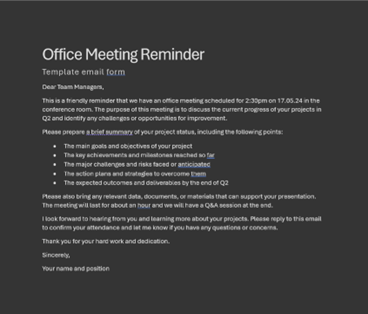 Office Meeting Reminder
Template email form
Dear Team Managers,
This is a friendly reminder that we have an office meeting scheduled for 2:30pm on 17.05.24 in the
conference room. The purpose of this meeting is to discuss the current progress of your projects in
Q2 and identify any challenges or opportunities for improvement.
Please prepare a brief summary of your project status, including the following points:
• The main goals and objectives of your project
• The key achievements and milestones reached so far
• The major challenges and risks faced or anticipated
• The action plans and strategies to overcome them
• The expected outcomes and deliverables by the end of Q2
Please also bring any relevant data, documents, or materials that can support your presentation.
The meeting will last for about an hour and we will have a Q&A session at the end.
I look forward to hearing from you and learning more about your projects. Please reply to this email
to confirm your attendance and let me know if you have any questions or concerns.
Thank you for your hard work and dedication.
Sincerely,
Your name and position